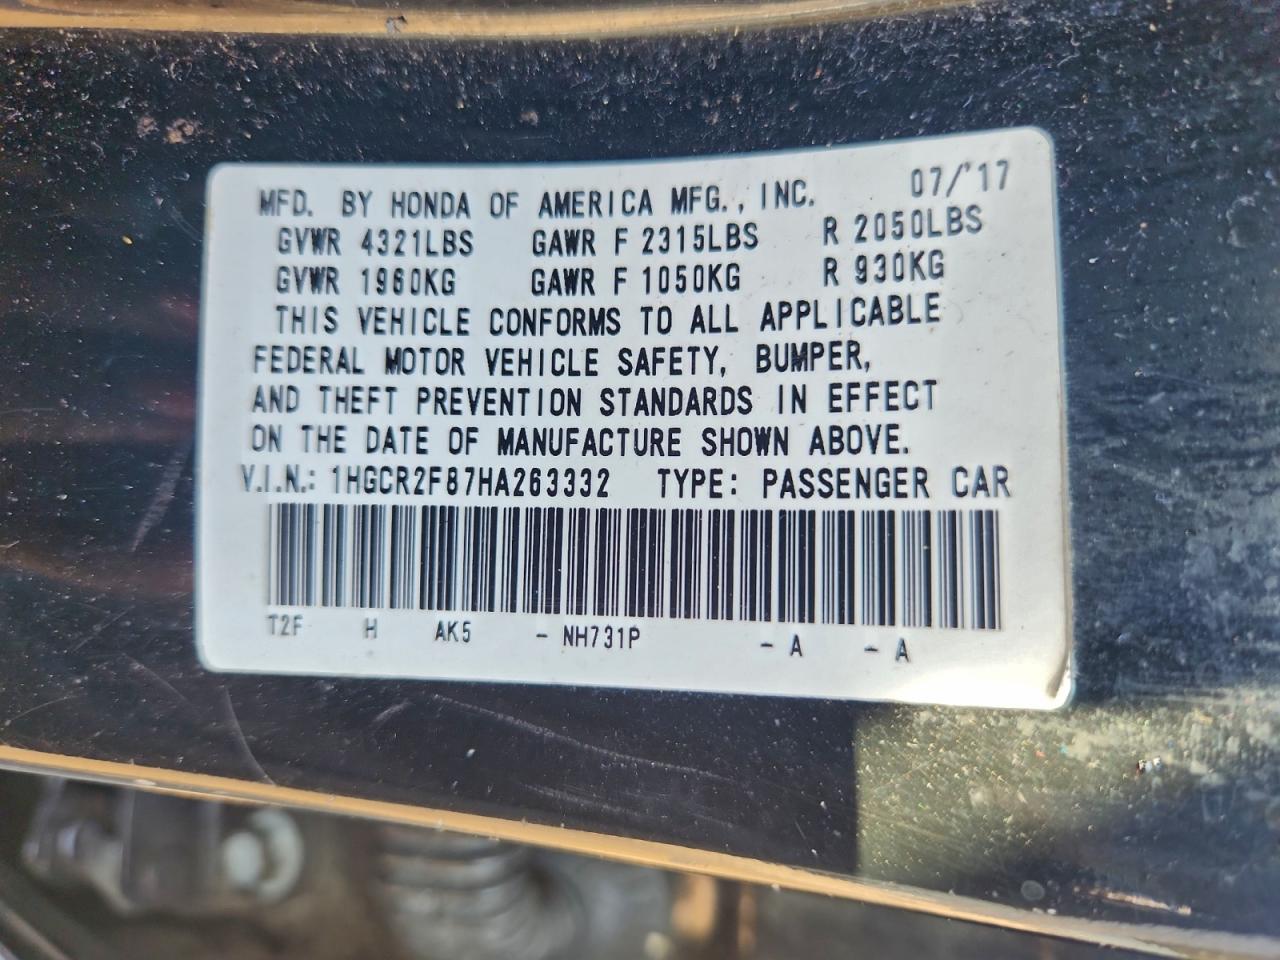 07/'17
MFD. BY HONDA OF AMERICA MFG., INC.
GVWR 4321LBS GAWR F 2315LBS R 2050LBS
GVWR 1960KG GAWR F 1050KG R 930KG
THIS VEHICLE CONFORMS TO ALL APPLICABLE
FEDERAL MOTOR VEHICLE SAFETY, BUMPER,
AND THEFT PREVENTION STANDARDS IN EFFECT
ON THE DATE OF MANUFACTURE SHOWN ABOVE.
V.I.N.: 1HGCR2F87HA263332 TYPE: PASSENGER CAR
T2F H AK5 - NH731P - A - A